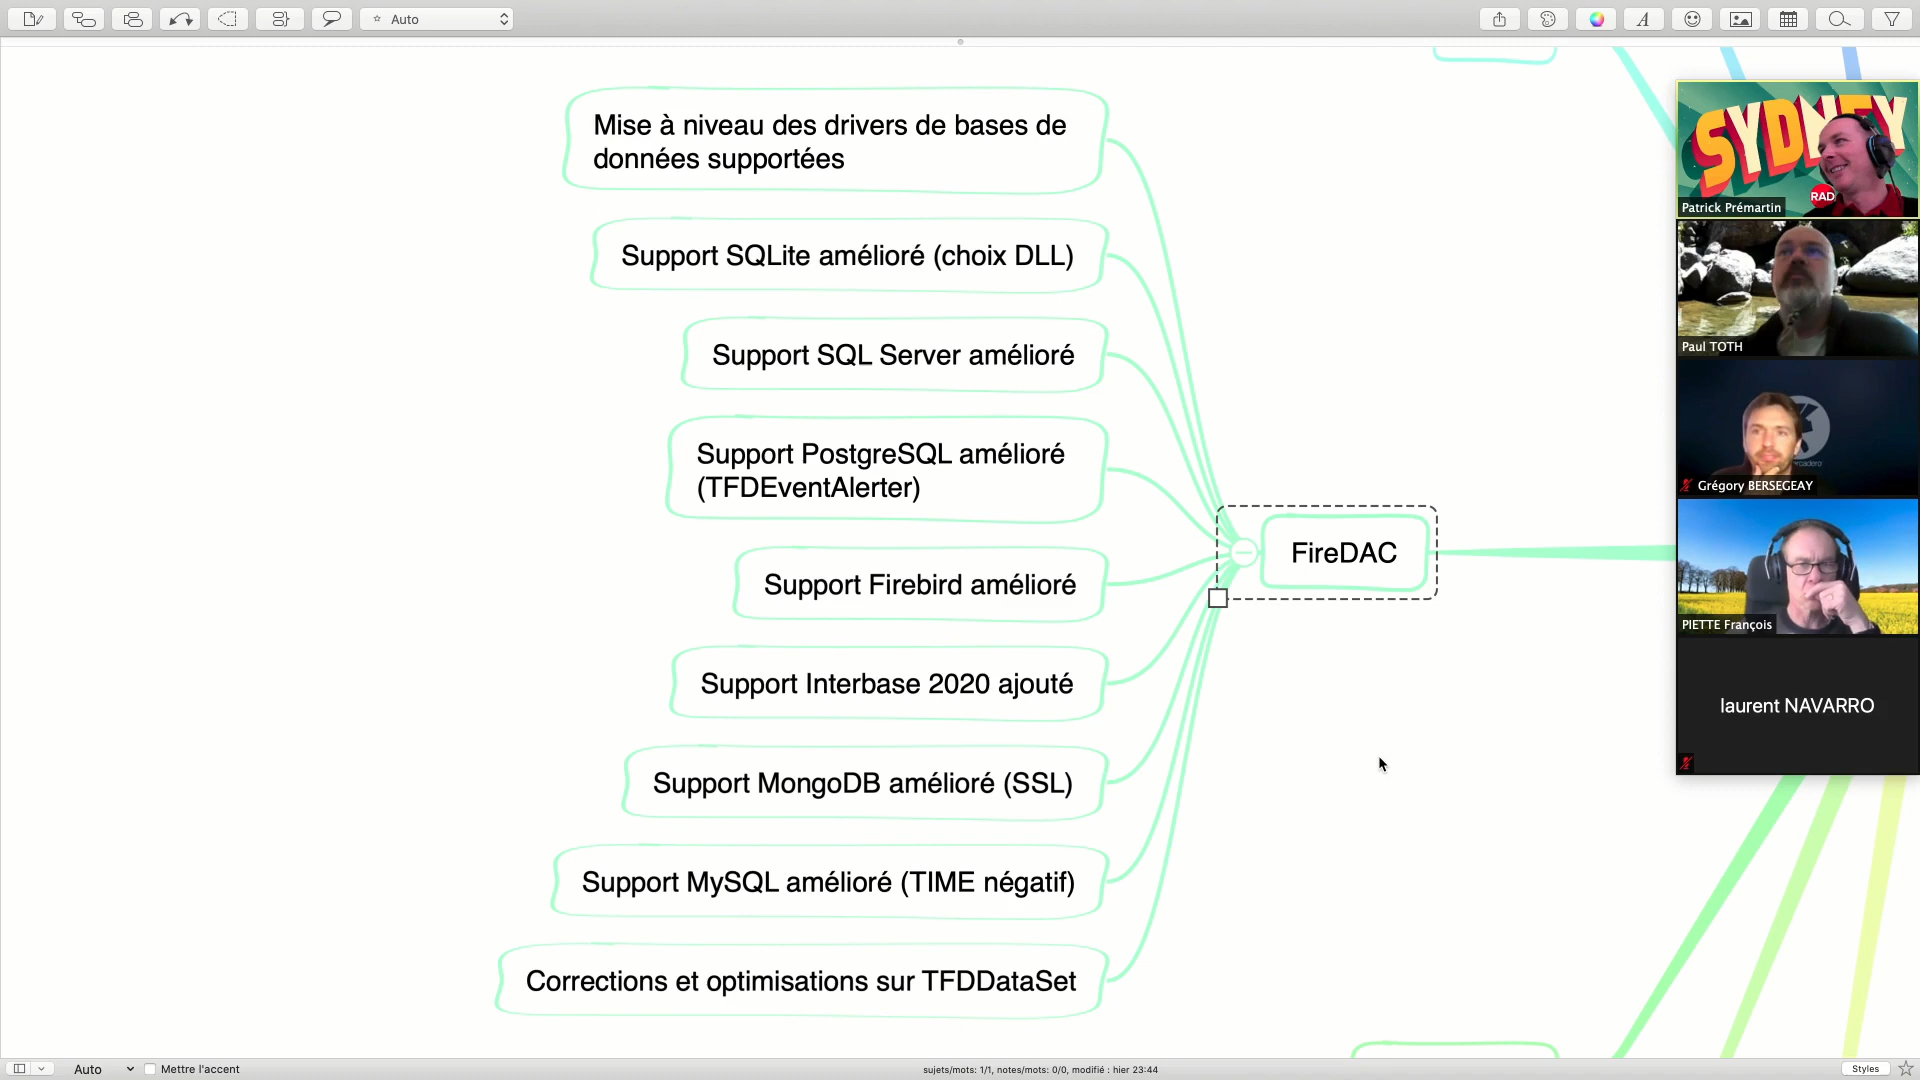 Auto
Mise à niveau des drivers de bases de
données supportées
Support SQLite amélioré (choix DLL)
Support SQL Server amélioré
Support PostgreSQL amélioré
(TFDEventAlerter)
Support Firebird amélioré
Support Interbase 2020 ajouté
Support MongoDB amélioré (SSL)
Support MySQL amélioré (TIME négatif)
Corrections et optimisations sur TFDDataSet
FireDAC
SYDNEY
RAD
Patrick Prémartin
Paul TOTH
Grégory BERSEGEAY
PIETTE François
laurent NAVARRO
Auto
Mettre l'accent
sujets/mots: 1/1, notes/mots: 0/0, modifié : hier 23:44
Styles